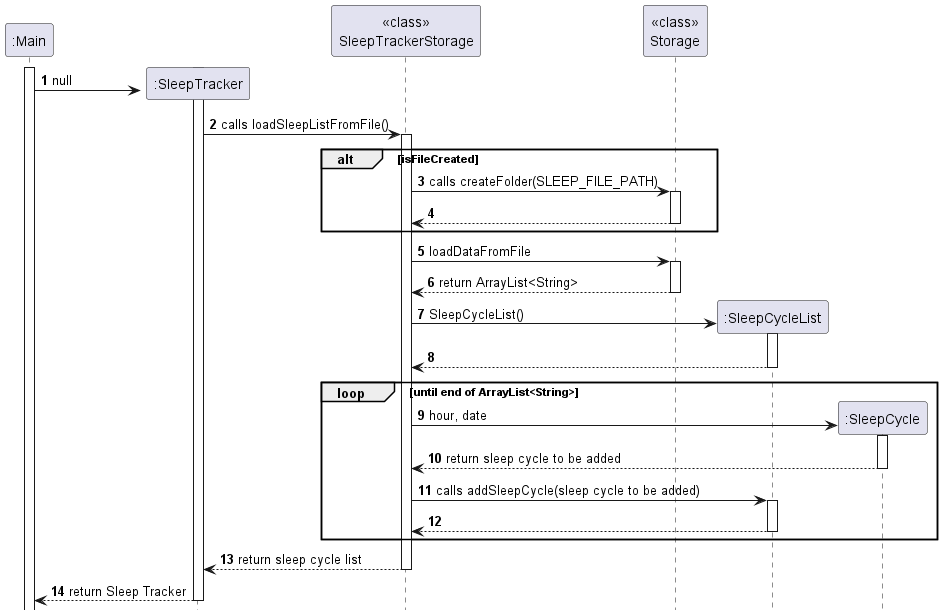 «class»
SleepTrackerStorage
«class»
Storage
:Main
1 null
:SleepTracker
2 calls loadSleepListFromFile()
alt
[isFileCreated]
3 calls createFolder(SLEEP_FILE_PATH)
4
5 loadDataFromFile
6 return ArrayList<String>
7 SleepCycleList()
:SleepCycleList
8
loop
[until end of ArrayList<String>]
9 hour, date
:SleepCycle
10 return sleep cycle to be added
11 calls addSleepCycle(sleep cycle to be added)
12
13 return sleep cycle list
14 return Sleep Tracker